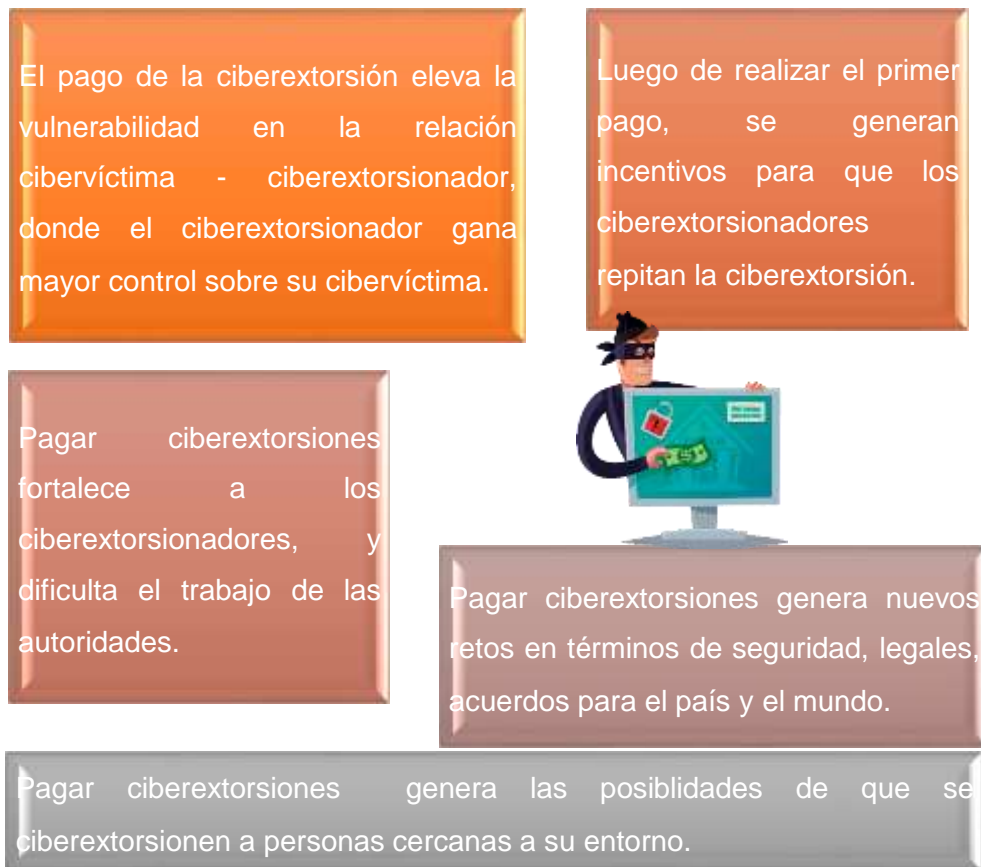 El pago de la ciberextorsión eleva la
vulnerabilidad en la relación
cibervíctima - ciberextorsionador,
donde el ciberextorsionador gana
mayor control sobre su cibervíctima.
Luego de realizar el primer
pago, se generan
incentivos para que los
ciberextorsionadores
repitan la ciberextorsión.
Pagar ciberextorsiones
fortalece a los
ciberextorsionadores, y
dificulta el trabajo de las
autoridades.
Pagar ciberextorsiones genera nuevos
retos en términos de seguridad, legales,
acuerdos para el país y el mundo.
Pagar ciberextorsiones genera las posiblidades de que se
ciberextorsionen a personas cercanas a su entorno.